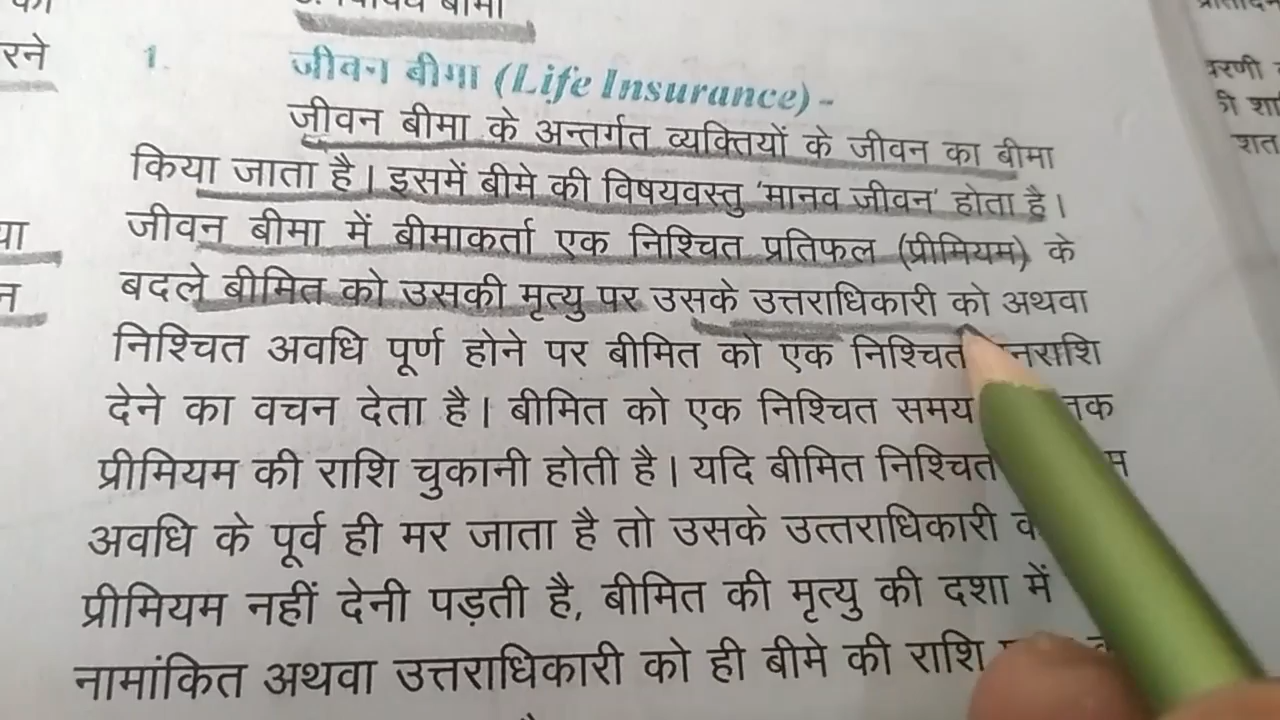 रने
या
न
1. जीवन बीमा (Life Insurance) -
जीवन बीमा के अन्तर्गत व्यक्तियों के जीवन का बीमा
किया जाता है। इसमें बीमे की विषयवस्तु 'मानव जीवन' होता है।
जीवन बीमा में बीमाकर्ता एक निश्चित प्रतिफल (प्रीमियम) के
बदले बीमित को उसकी मृत्यु पर उसके उत्तराधिकारी को अथवा
निश्चित अवधि पूर्ण होने पर बीमित को एक निश्चित
देने का वचन देता है। बीमित को एक निश्चित समय तक
प्रीमियम की राशि चुकानी होती है। यदि बीमित निश्चित
अवधि के पूर्व ही मर जाता है तो उसके उत्तराधिकारी
प्रीमियम नहीं देनी पड़ती है, बीमित की मृत्यु की दशा में
नामांकित अथवा उत्तराधिकारी को ही बीमे की राशि